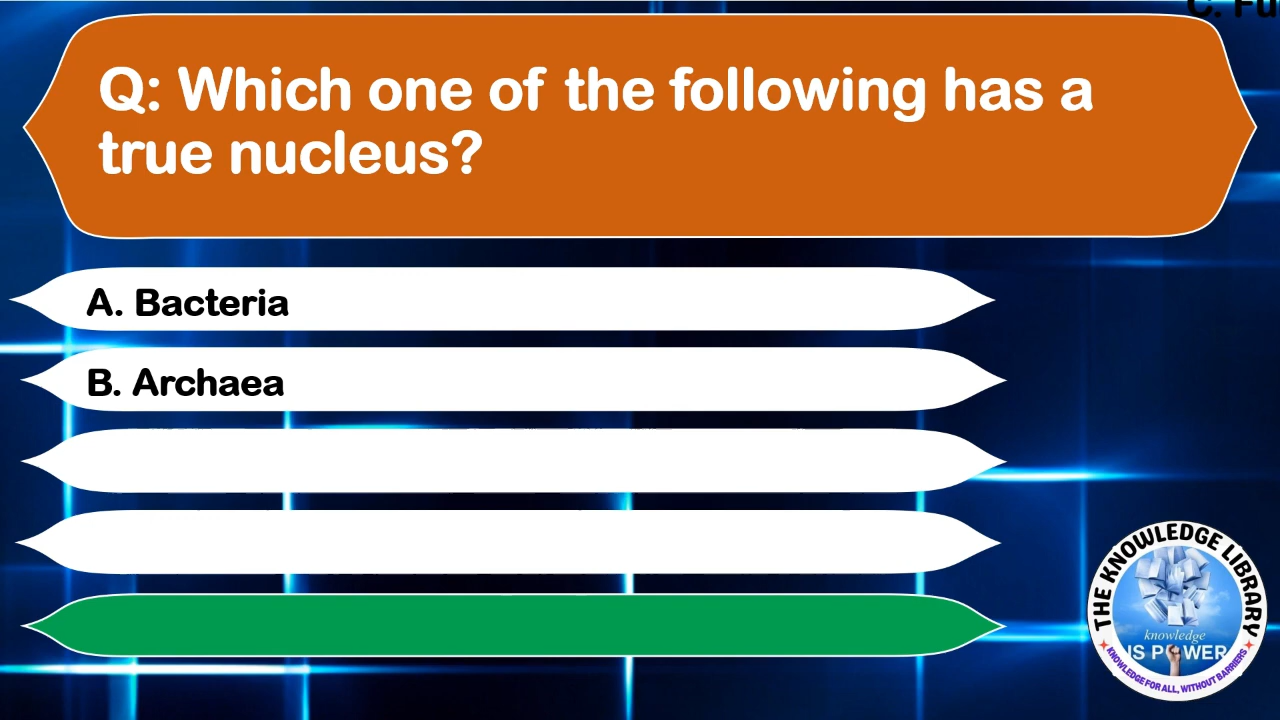 C. Fu
Q: Which one of the following has a
true nucleus?
A. Bacteria
B. Archaea
THE KNOWLEDGE LIBRARY
knowledge
IS POWER
KNOWLEDGE FOR ALL, WITHOUT BARRIERS